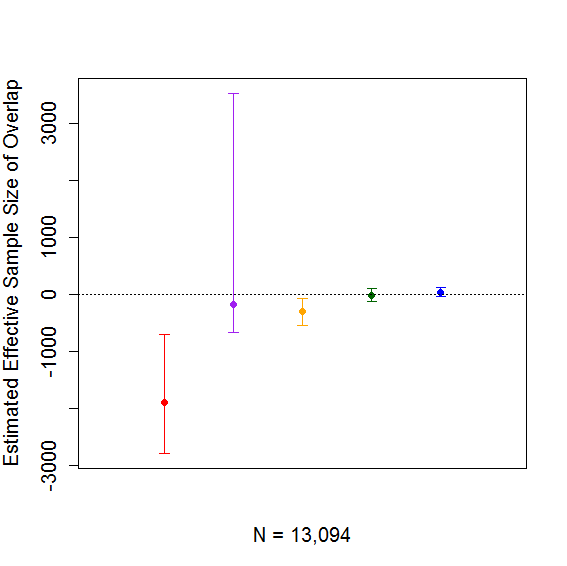 Estimated Effective Sample Size of Overlap
3000
1000
0
-1000
-3000
N = 13,094